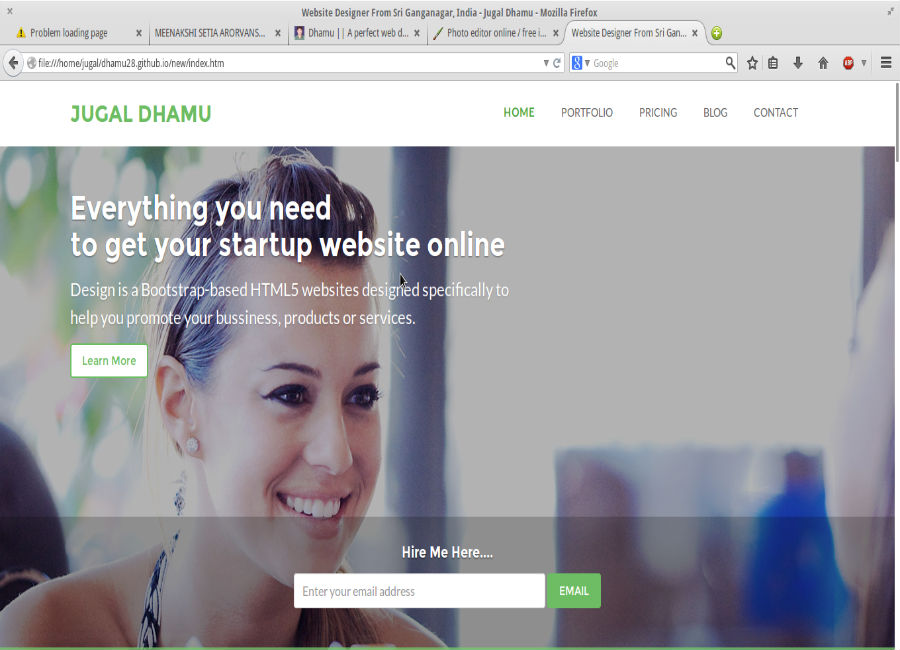 Website Designer From Sri Ganganagar, India - Jugal Dhamu - Mozilla Firefox
Problem loading page
MEENAKSHI SETIA ARORVANS...
Dhamu || A perfect web d...
Photo editor online / free i...
Website Designer From Sri Gan...
file:///home/jugal/dhamu28.github.io/new/index.htm
Google
ABP
JUGAL DHAMU
HOME PORTFOLIO PRICING BLOG CONTACT
Everything you need
to get your startup website online
Design is a Bootstrap-based HTML5 websites designed specifically to
help you promote your bussiness, products or services.
Learn More
Hire Me Here....
Enter your email address
EMAIL